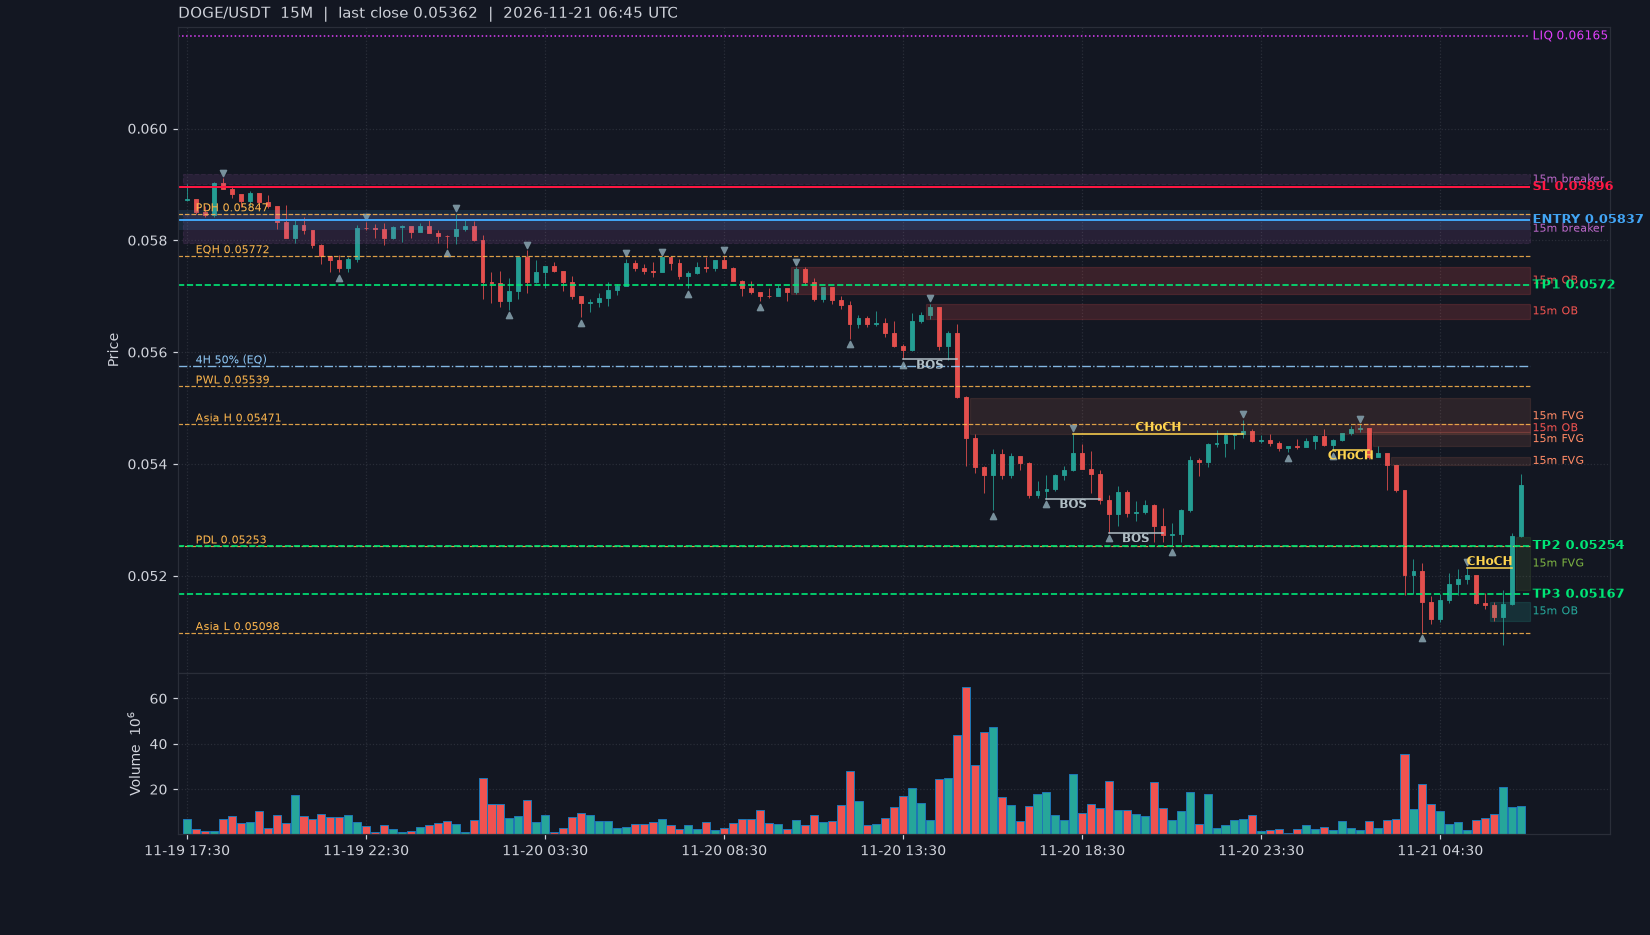 DOGE/USDT 15M | last close 0.05362 | 2026-11-21 06:45 UTC
LIQ 0.06165
0.060
15m breaker
SL 0.05896
PDH 0.05847
ENTRY 0.05837
15m breaker
0.058
EQH 0.05772
15m OB
TP1 0.0572
15m OB
Price
0.056
4H 50% (EQ)
BOS
PWL 0.05539
Asia H 0.05471
15m FVG
CHoCH
15m OB
15m FVG
CHoCH
15m FVG
0.054
BOS
BOS
PDL 0.05253
TP2 0.05254
CHoCH
15m FVG
0.052
TP3 0.05167
15m OB
Asia L 0.05098
Volume 10⁶
60
40
20
11-19 17:30
11-19 22:30
11-20 03:30
11-20 08:30
11-20 13:30
11-20 18:30
11-20 23:30
11-21 04:30